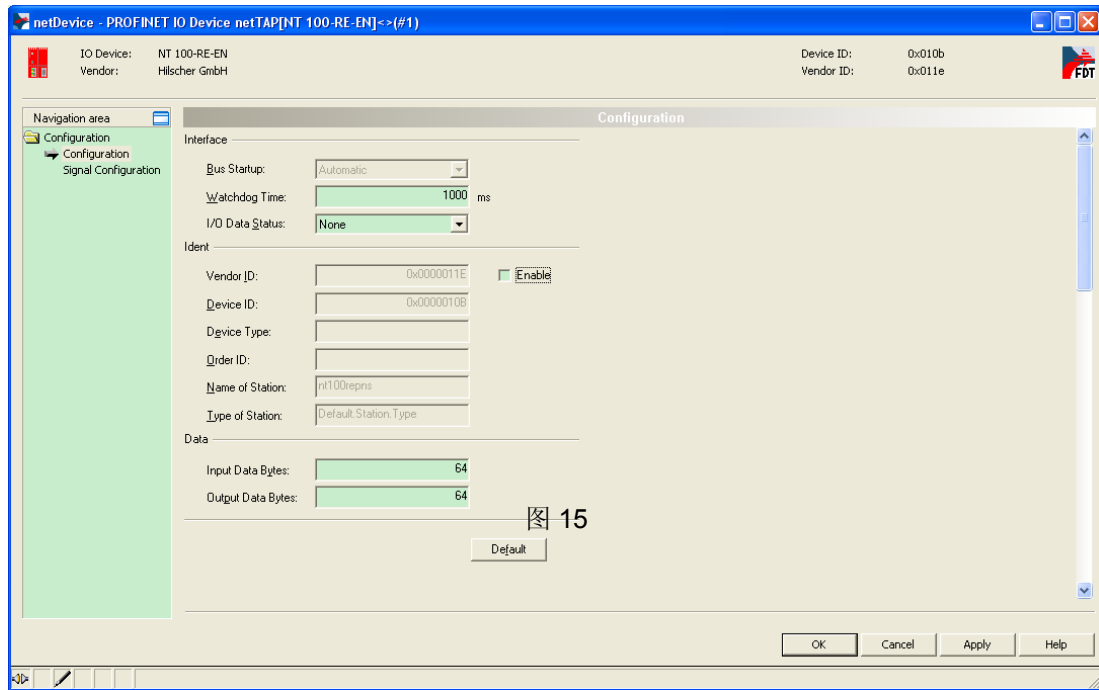 netDevice - PROFINET IO Device netTAP[NT 100-RE-EN]<>(#1)
IO Device: NT 100-RE-EN Device ID: 0x010b
Vendor: Hilscher GmbH Vendor ID: 0x011e
FDT
Navigation area
Configuration
Configuration
Configuration
Signal Configuration
Interface
Bus Startup: Automatic
Watchdog Time: 1000 ms
I/O Data Status: None
Ident
Vendor ID: 0x0000011E Enable
Device ID: 0x0000010B
Device Type:
Order ID:
Name of Station: nt100repns
Type of Station: Default.Station.Type
Data
Input Data Bytes: 64
Output Data Bytes: 64
图 15
Default
OK Cancel Apply Help